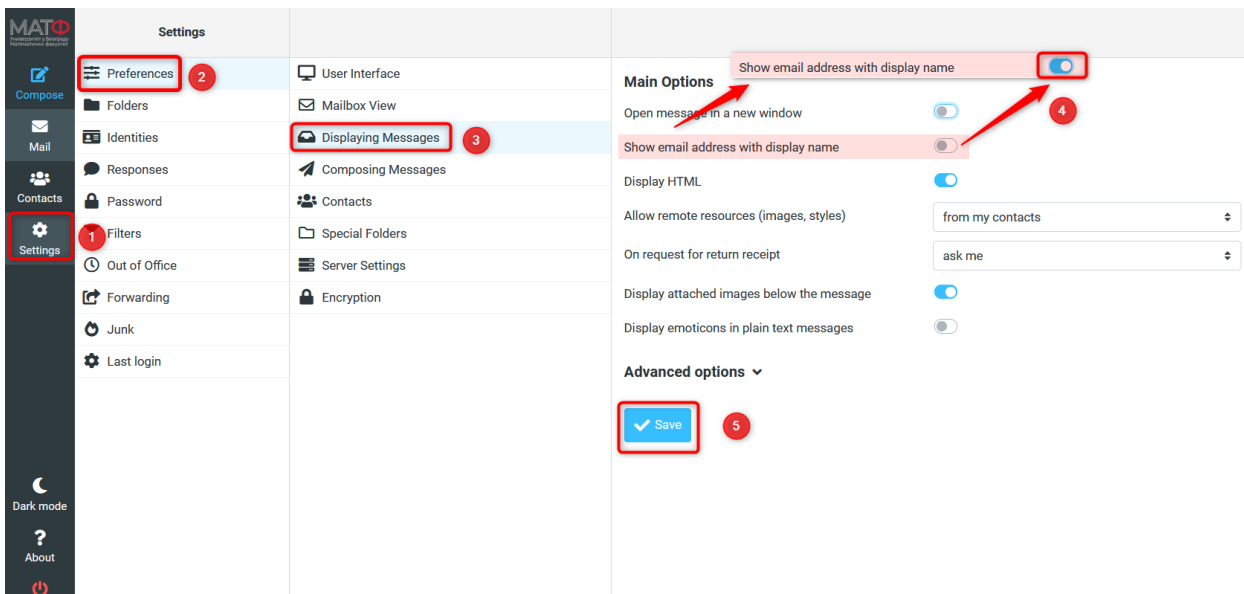 МАТФ
Универзитет у Београду
Математички факултет
Compose
Mail
Contacts
Settings
1
Dark mode
About
Settings
Preferences
2
Folders
Identities
Responses
Password
Filters
Out of Office
Forwarding
Junk
Last login
User Interface
Mailbox View
Displaying Messages
3
Composing Messages
Contacts
Special Folders
Server Settings
Encryption
Show email address with display name
4
Main Options
Open message in a new window
Show email address with display name
Display HTML
Allow remote resources (images, styles)
from my contacts
On request for return receipt
ask me
Display attached images below the message
Display emoticons in plain text messages
Advanced options
Save
5